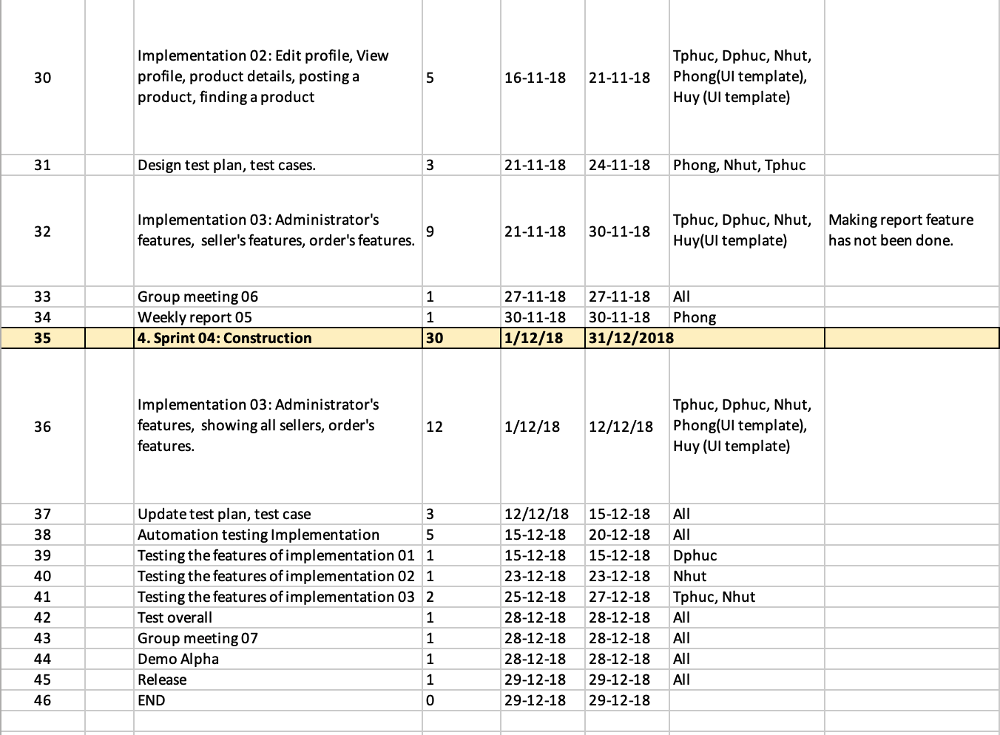 30 Implementation 02: Edit profile, View profile, product details, posting a product, finding a product 5 16-11-18 21-11-18 Tphuc, Dphuc, Nhut, Phong(UI template), Huy (UI template)
31 Design test plan, test cases. 3 21-11-18 24-11-18 Phong, Nhut, Tphuc
32 Implementation 03: Administrator's features, seller's features, order's features. 9 21-11-18 30-11-18 Tphuc, Dphuc, Nhut, Huy(UI template) Making report feature has not been done.
33 Group meeting 06 1 27-11-18 27-11-18 All
34 Weekly report 05 1 30-11-18 30-11-18 Phong
35 4. Sprint 04: Construction 30 1/12/18 31/12/2018
36 Implementation 03: Administrator's features, showing all sellers, order's features. 12 1/12/18 12/12/18 Tphuc, Dphuc, Nhut, Phong(UI template), Huy (UI template)
37 Update test plan, test case 3 12/12/18 15-12-18 All
38 Automation testing Implementation 5 15-12-18 20-12-18 All
39 Testing the features of implementation 01 1 15-12-18 15-12-18 Dphuc
40 Testing the features of implementation 02 1 23-12-18 23-12-18 Nhut
41 Testing the features of implementation 03 2 25-12-18 27-12-18 Tphuc, Nhut
42 Test overall 1 28-12-18 28-12-18 All
43 Group meeting 07 1 28-12-18 28-12-18 All
44 Demo Alpha 1 28-12-18 28-12-18 All
45 Release 1 29-12-18 29-12-18 All
46 END 0 29-12-18 29-12-18